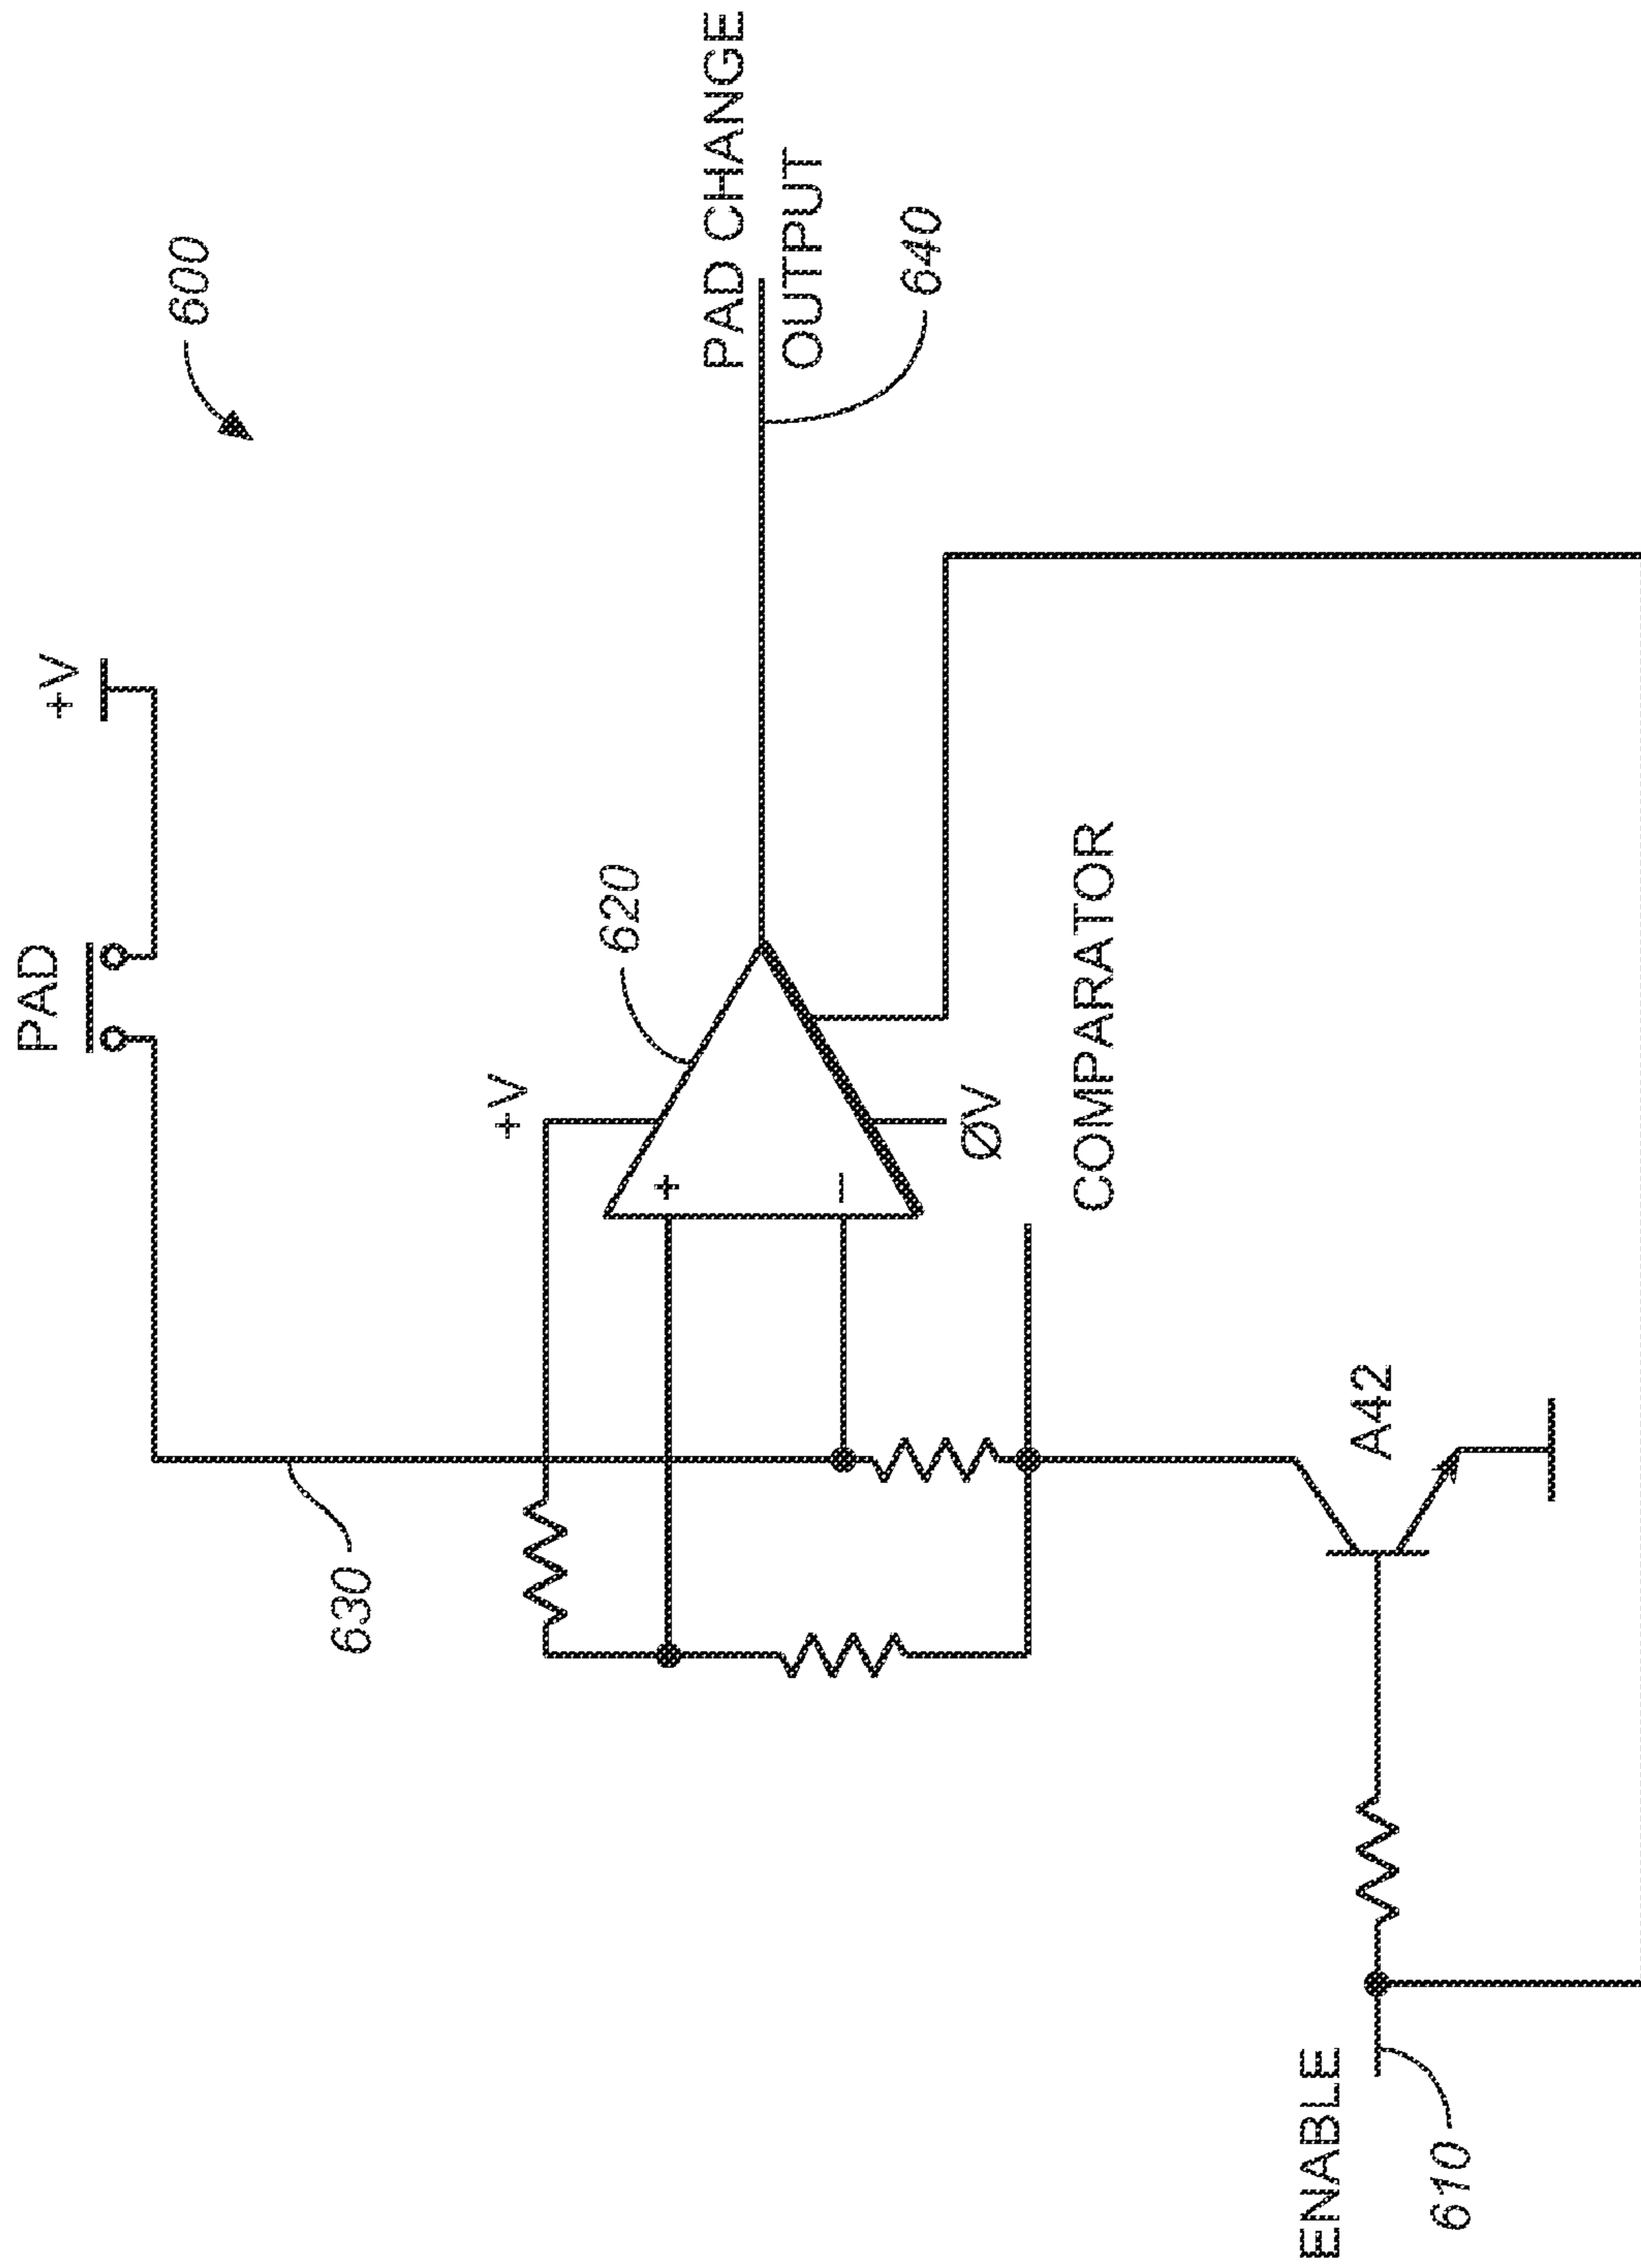 600
PAD
+V
+V
620
PAD CHANGE
OUTPUT
640
630
+
−
ØV
COMPARATOR
A42
ENABLE
610